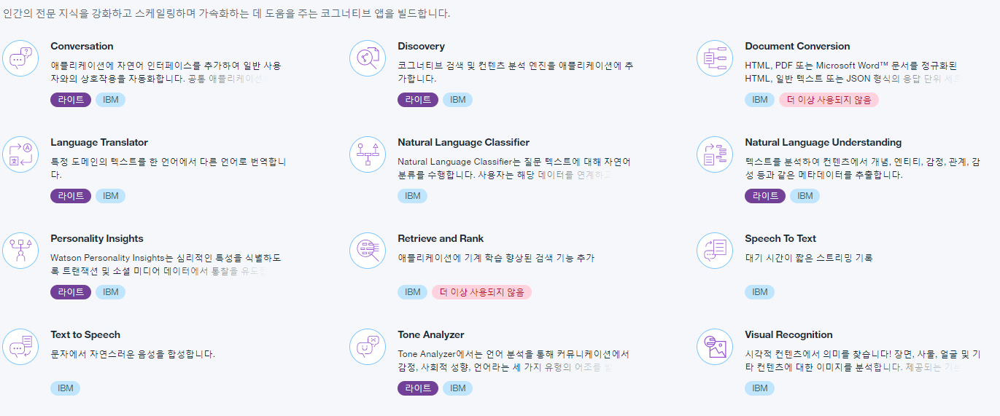 인간의 전문 지식을 강화하고 스케일링하며 가속화하는 데 도움을 주는 코그너티브 앱을 빌드합니다.
Conversation
애플리케이션에 자연어 인터페이스를 추가하여 일반 사용
자와의 상호작용을 자동화합니다. 공통 애플리케이션
라이트 IBM
Discovery
코그너티브 검색 및 컨텐츠 분석 엔진을 애플리케이션에 추
가합니다.
라이트 IBM
Document Conversion
HTML, PDF 또는 Microsoft Word™ 문서를 정규화된
HTML, 일반 텍스트 또는 JSON 형식의 응답 단위 세트
IBM 더 이상 사용되지 않음
Language Translator
특정 도메인의 텍스트를 한 언어에서 다른 언어로 번역합니
다.
라이트 IBM
Natural Language Classifier
Natural Language Classifier는 질문 텍스트에 대해 자연어
분류를 수행합니다. 사용자는 해당 데이터를 연계하고
IBM
Natural Language Understanding
텍스트를 분석하여 컨텐츠에서 개념, 엔티티, 감정, 관계, 감
성 등과 같은 메타데이터를 추출합니다.
라이트 IBM
Personality Insights
Watson Personality Insights는 심리적인 특성을 식별하도
록 트랜잭션 및 소셜 미디어 데이터에서 통찰을 유도
라이트 IBM
Retrieve and Rank
애플리케이션에 기계 학습 향상된 검색 기능 추가
IBM 더 이상 사용되지 않음
Speech To Text
대기 시간이 짧은 스트리밍 기록
IBM
Text to Speech
문자에서 자연스러운 음성을 합성합니다.
IBM
Tone Analyzer
Tone Analyzer에서는 언어 분석을 통해 커뮤니케이션에서
감정, 사회적 성향, 언어라는 세 가지 유형의 어조를
라이트 IBM
Visual Recognition
시각적 컨텐츠에서 의미를 찾습니다! 장면, 사물, 얼굴 및 기
타 컨텐츠에 대한 이미지를 분석합니다. 제공되는
IBM